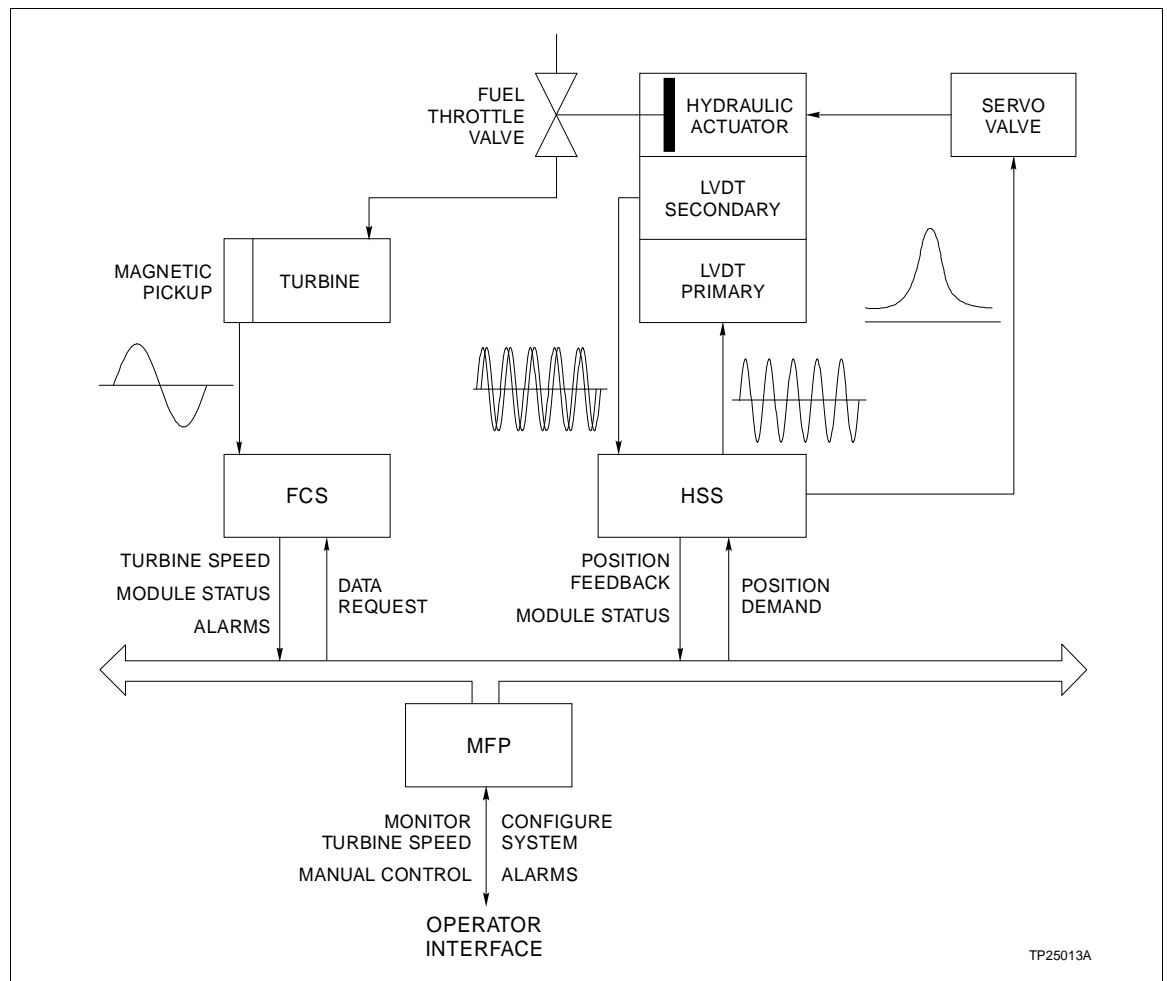 FUEL
THROTTLE
VALVE
HYDRAULIC
ACTUATOR
SERVO
VALVE
LVDT
SECONDARY
MAGNETIC
PICKUP
TURBINE
LVDT
PRIMARY
FCS
HSS
TURBINE SPEED
MODULE STATUS
ALARMS
DATA
REQUEST
POSITION
FEEDBACK
MODULE STATUS
POSITION
DEMAND
MFP
MONITOR
TURBINE SPEED
MANUAL CONTROL
CONFIGURE
SYSTEM
ALARMS
OPERATOR
INTERFACE
TP25013A